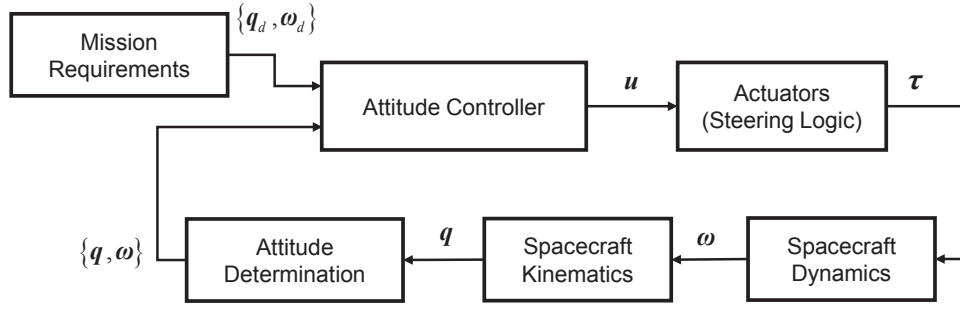 {q_d, ω_d}
Mission
Requirements
Attitude Controller
u
Actuators
(Steering Logic)
τ
{q, ω}
Attitude
Determination
q
Spacecraft
Kinematics
ω
Spacecraft
Dynamics